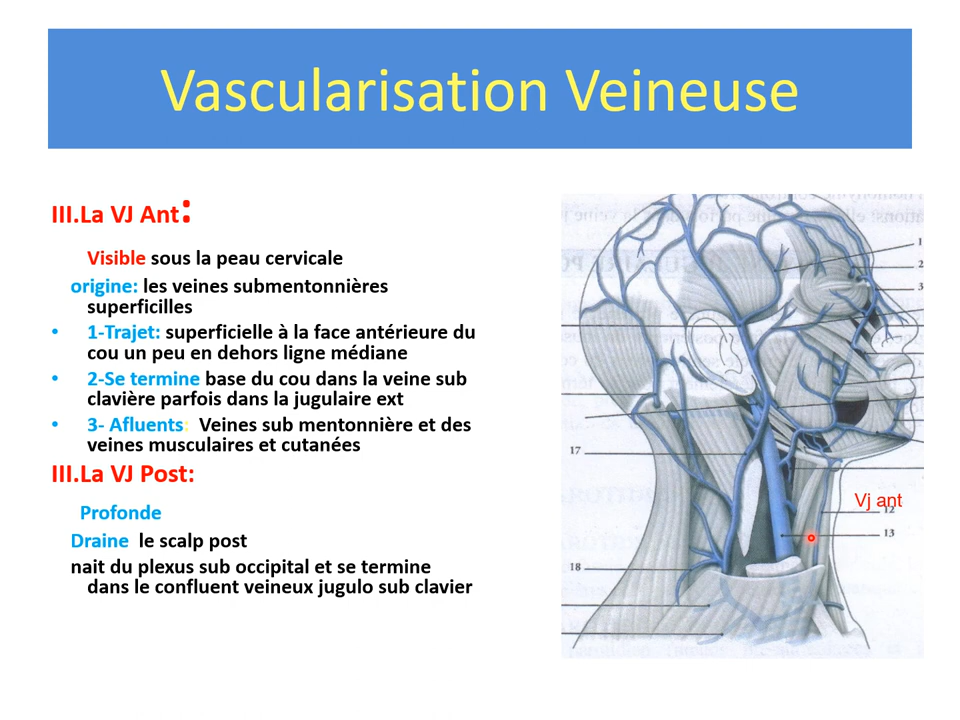 Vascularisation Veineuse
III.La VJ Ant:
Visible sous la peau cervicale
origine: les veines submentonnières
superficilles
• 1-Trajet: superficielle à la face antérieure du
cou un peu en dehors ligne médiane
• 2-Se termine base du cou dans la veine sub
clavière parfois dans la jugulaire ext
• 3- Afluents: Veines sub mentonnière et des
veines musculaires et cutanées
III.La VJ Post:
Profonde
Draine le scalp post
nait du plexus sub occipital et se termine
dans le confluent veineux jugulo sub clavier
1
2
3
17
Vj ant
12
13
18